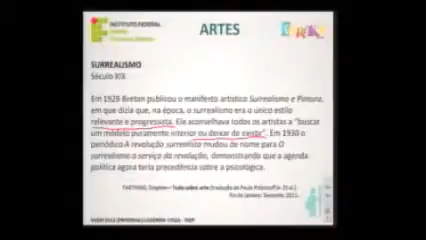 INSTITUTO FEDERAL
ARTES
SURREALISMO
Século XIX
Em 1928 Breton publicou o manifesto artístico Surrealismo e Pintura,
em que dizia que, na época, o surrealismo era o único estilo
relevante e progressista. Ele aconselhava todos os artistas a "buscar
um modelo puramente interior ou deixar de existir". Em 1930 o
periódico A revolução surrealista mudou de nome para O
surrealismo a serviço da revolução, demonstrando que a agenda
política agora teria precedência sobre a psicológica.
FARTHING, Stephen – Tudo sobre arte
Rio de Janeiro: Sextante, 2011.